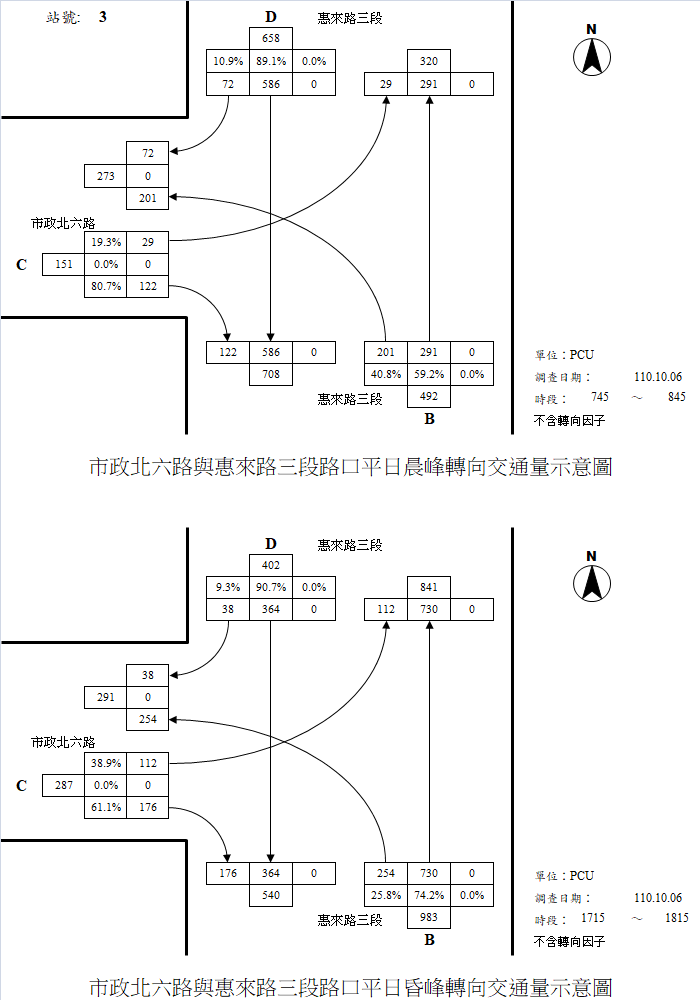 站號: 3
D 惠來路三段
658
N
10.9% 89.1% 0.0% 320
72 586 0 29 291 0
72
273 0
201
市政北六路
19.3% 29
C 151 0.0% 0
80.7% 122
122 586 0 201 291 0
708 40.8% 59.2% 0.0%
惠來路三段 492
B
單位：PCU
調查日期： 110.10.06
時段： 745 ～ 845
不含轉向因子
市政北六路與惠來路三段路口平日晨峰轉向交通量示意圖
D 惠來路三段
402
N
9.3% 90.7% 0.0% 841
38 364 0 112 730 0
38
291 0
254
市政北六路
38.9% 112
C 287 0.0% 0
61.1% 176
176 364 0 254 730 0
540 25.8% 74.2% 0.0%
惠來路三段 983
B
單位：PCU
調查日期： 110.10.06
時段： 1715 ～ 1815
不含轉向因子
市政北六路與惠來路三段路口平日昏峰轉向交通量示意圖